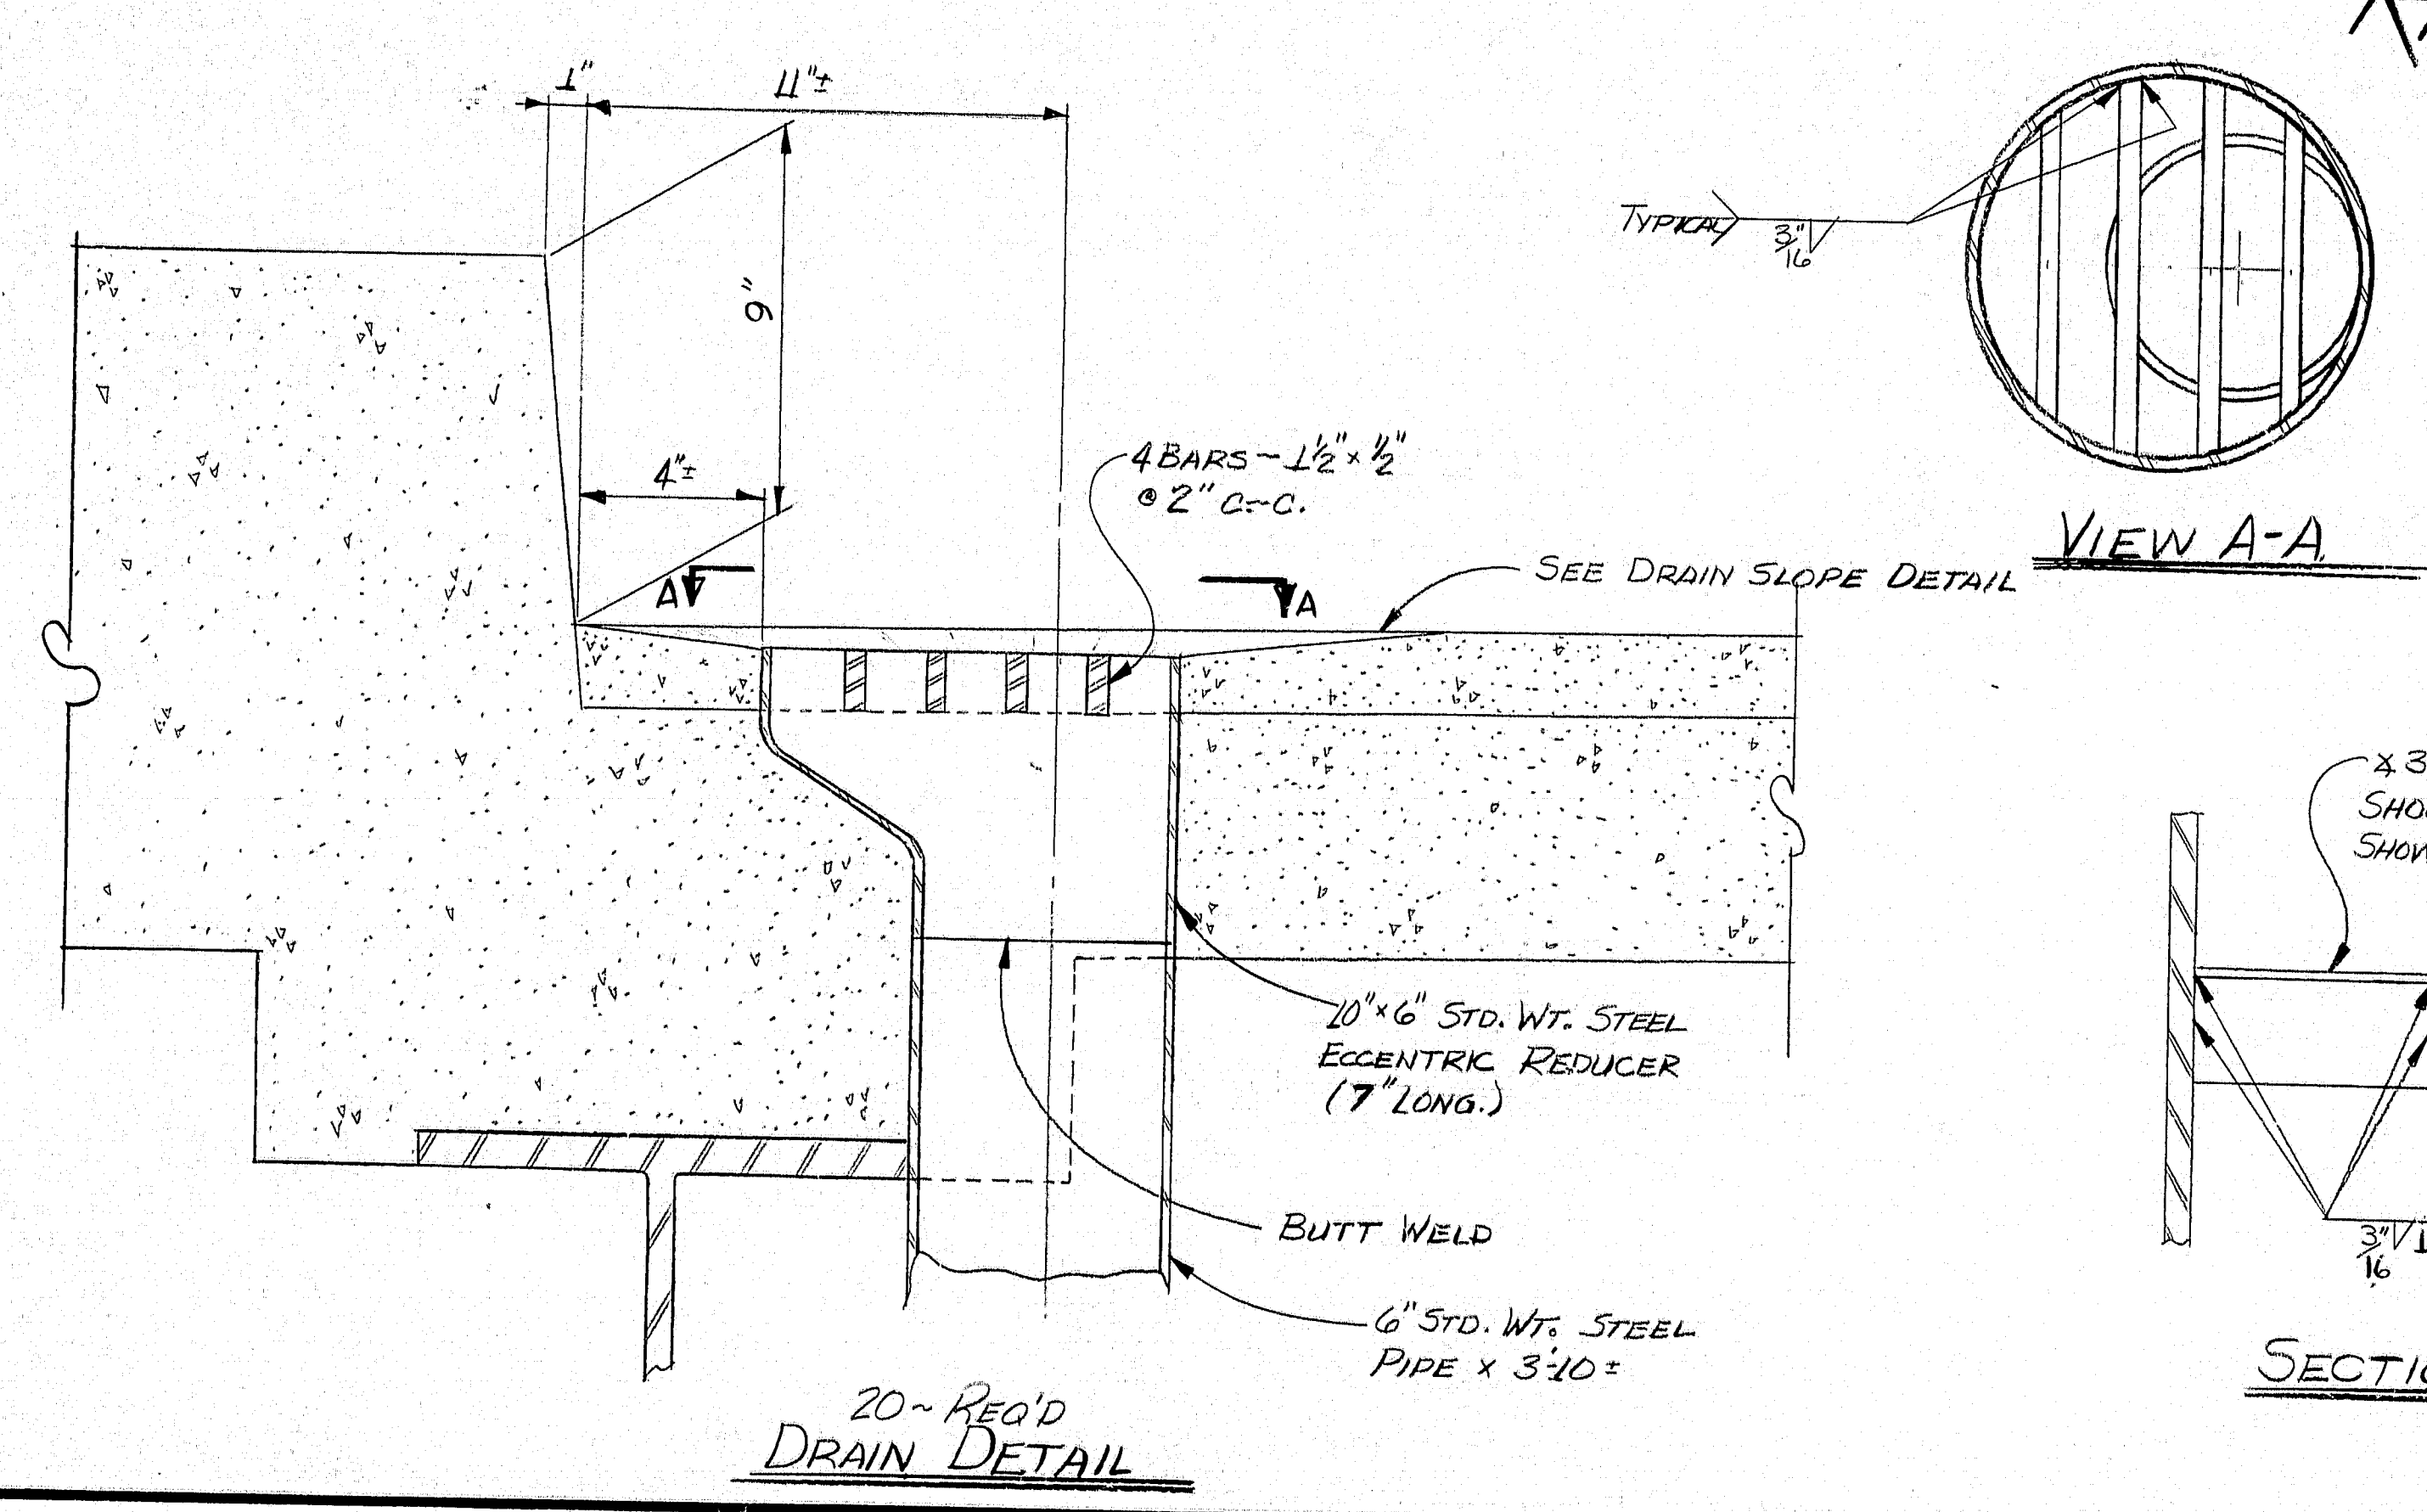 1" 11"±
9"
4"±
4 BARS ~ 1½" x ½"
@ 2" C~C.
A A
SEE DRAIN SLOPE DETAIL
10" x 6" STD. WT. STEEL
ECCENTRIC REDUCER
(7" LONG.)
BUTT WELD
6" STD. WT. STEEL
PIPE x 3'-10 ±
20 ~ REQ'D
DRAIN DETAIL
TYPICAL 3/16"
VIEW A-A
3/16"